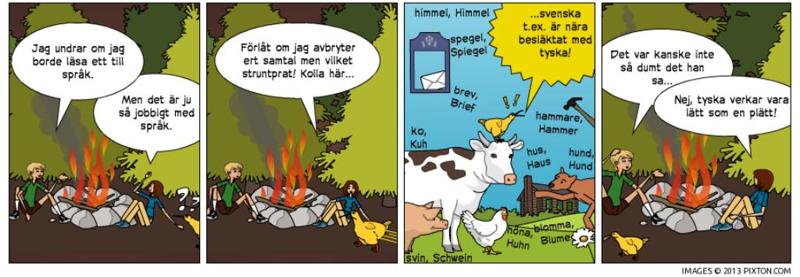 Jag undrar om jag
borde läsa ett till
språk.
Men det är ju
så jobbigt med
språk.
??
Förlåt om jag avbryter
ert samtal men vilket
struntprat! Kolla här...
himmel, Himmel
...svenska
t.ex. är nära
besläktat med
tyska!
spegel,
Spiegel
brev,
Brief
!!
hammare,
Hammer
ko,
Kuh
hus,
Haus
hund,
Hund
höna,
Huhn
blomma,
Blume
svin, Schwein
Det var kanske inte
så dumt det han
sa...
Nej, tyska verkar vara
lätt som en plätt!
IMAGES © 2013 PIXTON.COM